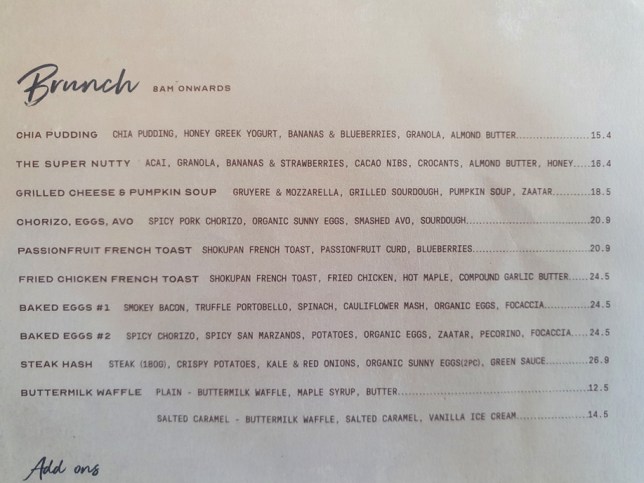 Brunch 8AM ONWARDS
CHIA PUDDING CHIA PUDDING, HONEY GREEK YOGURT, BANANAS & BLUEBERRIES, GRANOLA, ALMOND BUTTER....................15.4
THE SUPER NUTTY ACAI, GRANOLA, BANANAS & STRAWBERRIES, CACAO NIBS, CROCANTS, ALMOND BUTTER, HONEY.....16.4
GRILLED CHEESE & PUMPKIN SOUP GRUYERE & MOZZARELLA, GRILLED SOURDOUGH, PUMPKIN SOUP, ZAATAR..........18.5
CHORIZO, EGGS, AVO SPICY PORK CHORIZO, ORGANIC SUNNY EGGS, SMASHED AVO, SOURDOUGH.................................20.9
PASSIONFRUIT FRENCH TOAST SHOKUPAN FRENCH TOAST, PASSIONFRUIT CURD, BLUEBERRIES...............................20.9
FRIED CHICKEN FRENCH TOAST SHOKUPAN FRENCH TOAST, FRIED CHICKEN, HOT MAPLE, COMPOUND GARLIC BUTTER......24.5
BAKED EGGS #1 SMOKEY BACON, TRUFFLE PORTOBELLO, SPINACH, CAULIFLOWER MASH, ORGANIC EGGS, FOCACCIA............24.5
BAKED EGGS #2 SPICY CHORIZO, SPICY SAN MARZANOS, POTATOES, ORGANIC EGGS, ZAATAR, PECORINO, FOCACCIA.....24.5
STEAK HASH STEAK (180G), CRISPY POTATOES, KALE & RED ONIONS, ORGANIC SUNNY EGGS(2PC), GREEN SAUCE............26.9
BUTTERMILK WAFFLE PLAIN - BUTTERMILK WAFFLE, MAPLE SYRUP, BUTTER..................................................12.5
SALTED CARAMEL - BUTTERMILK WAFFLE, SALTED CARAMEL, VANILLA ICE CREAM...................14.5
Add ons